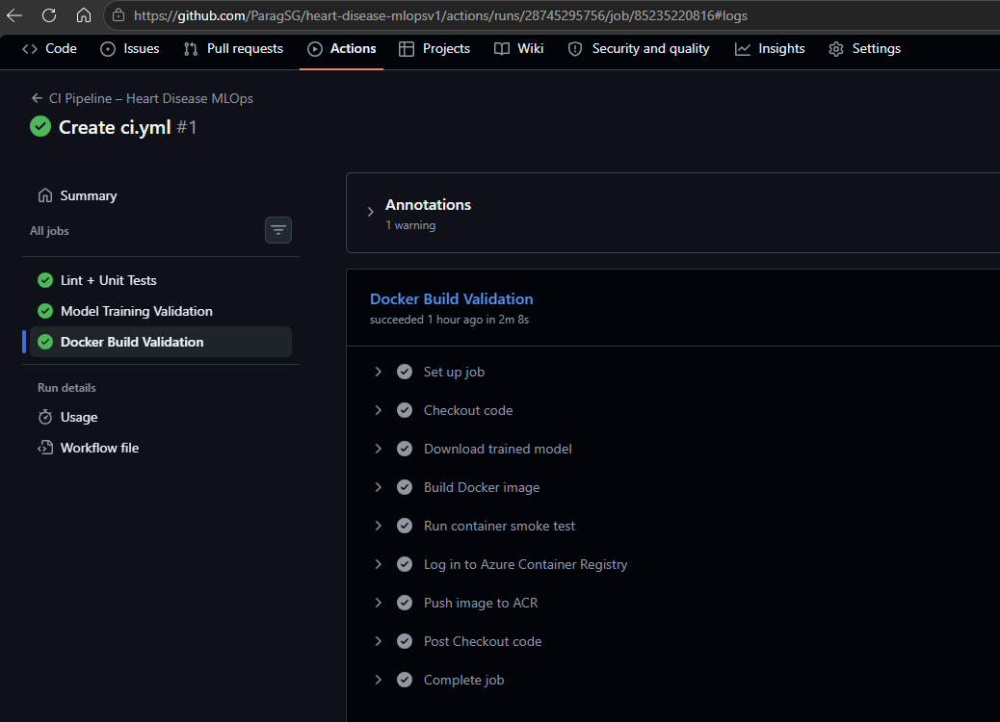 https://github.com/ParagSG/heart-disease-mlopsv1/actions/runs/28745295756/job/85235220816#logs
Code Issues Pull requests Actions Projects Wiki Security and quality Insights Settings
CI Pipeline – Heart Disease MLOps
Create ci.yml #1
Summary
All jobs
Lint + Unit Tests
Model Training Validation
Docker Build Validation
Run details
Usage
Workflow file
Annotations
1 warning
Docker Build Validation
succeeded 1 hour ago in 2m 8s
Set up job
Checkout code
Download trained model
Build Docker image
Run container smoke test
Log in to Azure Container Registry
Push image to ACR
Post Checkout code
Complete job